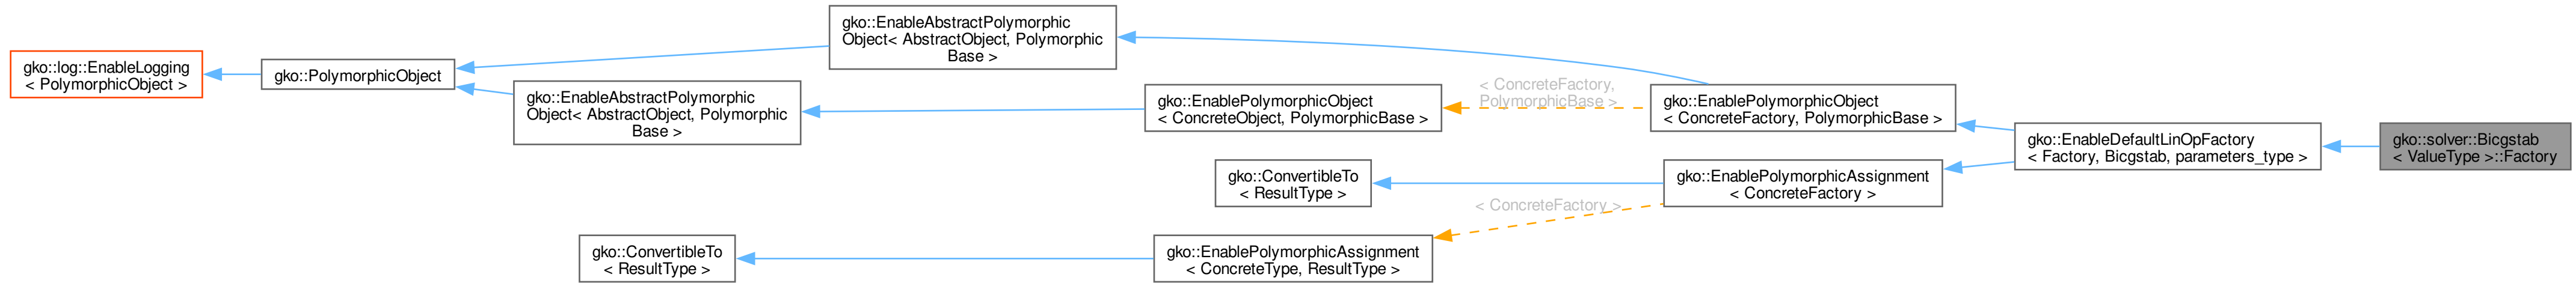 gko::log::EnableLogging
< PolymorphicObject >
gko::PolymorphicObject
gko::EnableAbstractPolymorphic
Object< AbstractObject, Polymorphic
Base >
gko::EnableAbstractPolymorphic
Object< AbstractObject, Polymorphic
Base >
gko::EnablePolymorphicObject
< ConcreteObject, PolymorphicBase >
< ConcreteFactory,
PolymorphicBase >
gko::EnablePolymorphicObject
< ConcreteFactory, PolymorphicBase >
gko::EnableDefaultLinOpFactory
< Factory, Bicgstab, parameters_type >
gko::solver::Bicgstab
< ValueType >::Factory
gko::ConvertibleTo
< ResultType >
gko::EnablePolymorphicAssignment
< ConcreteFactory >
< ConcreteFactory >
gko::ConvertibleTo
< ResultType >
gko::EnablePolymorphicAssignment
< ConcreteType, ResultType >